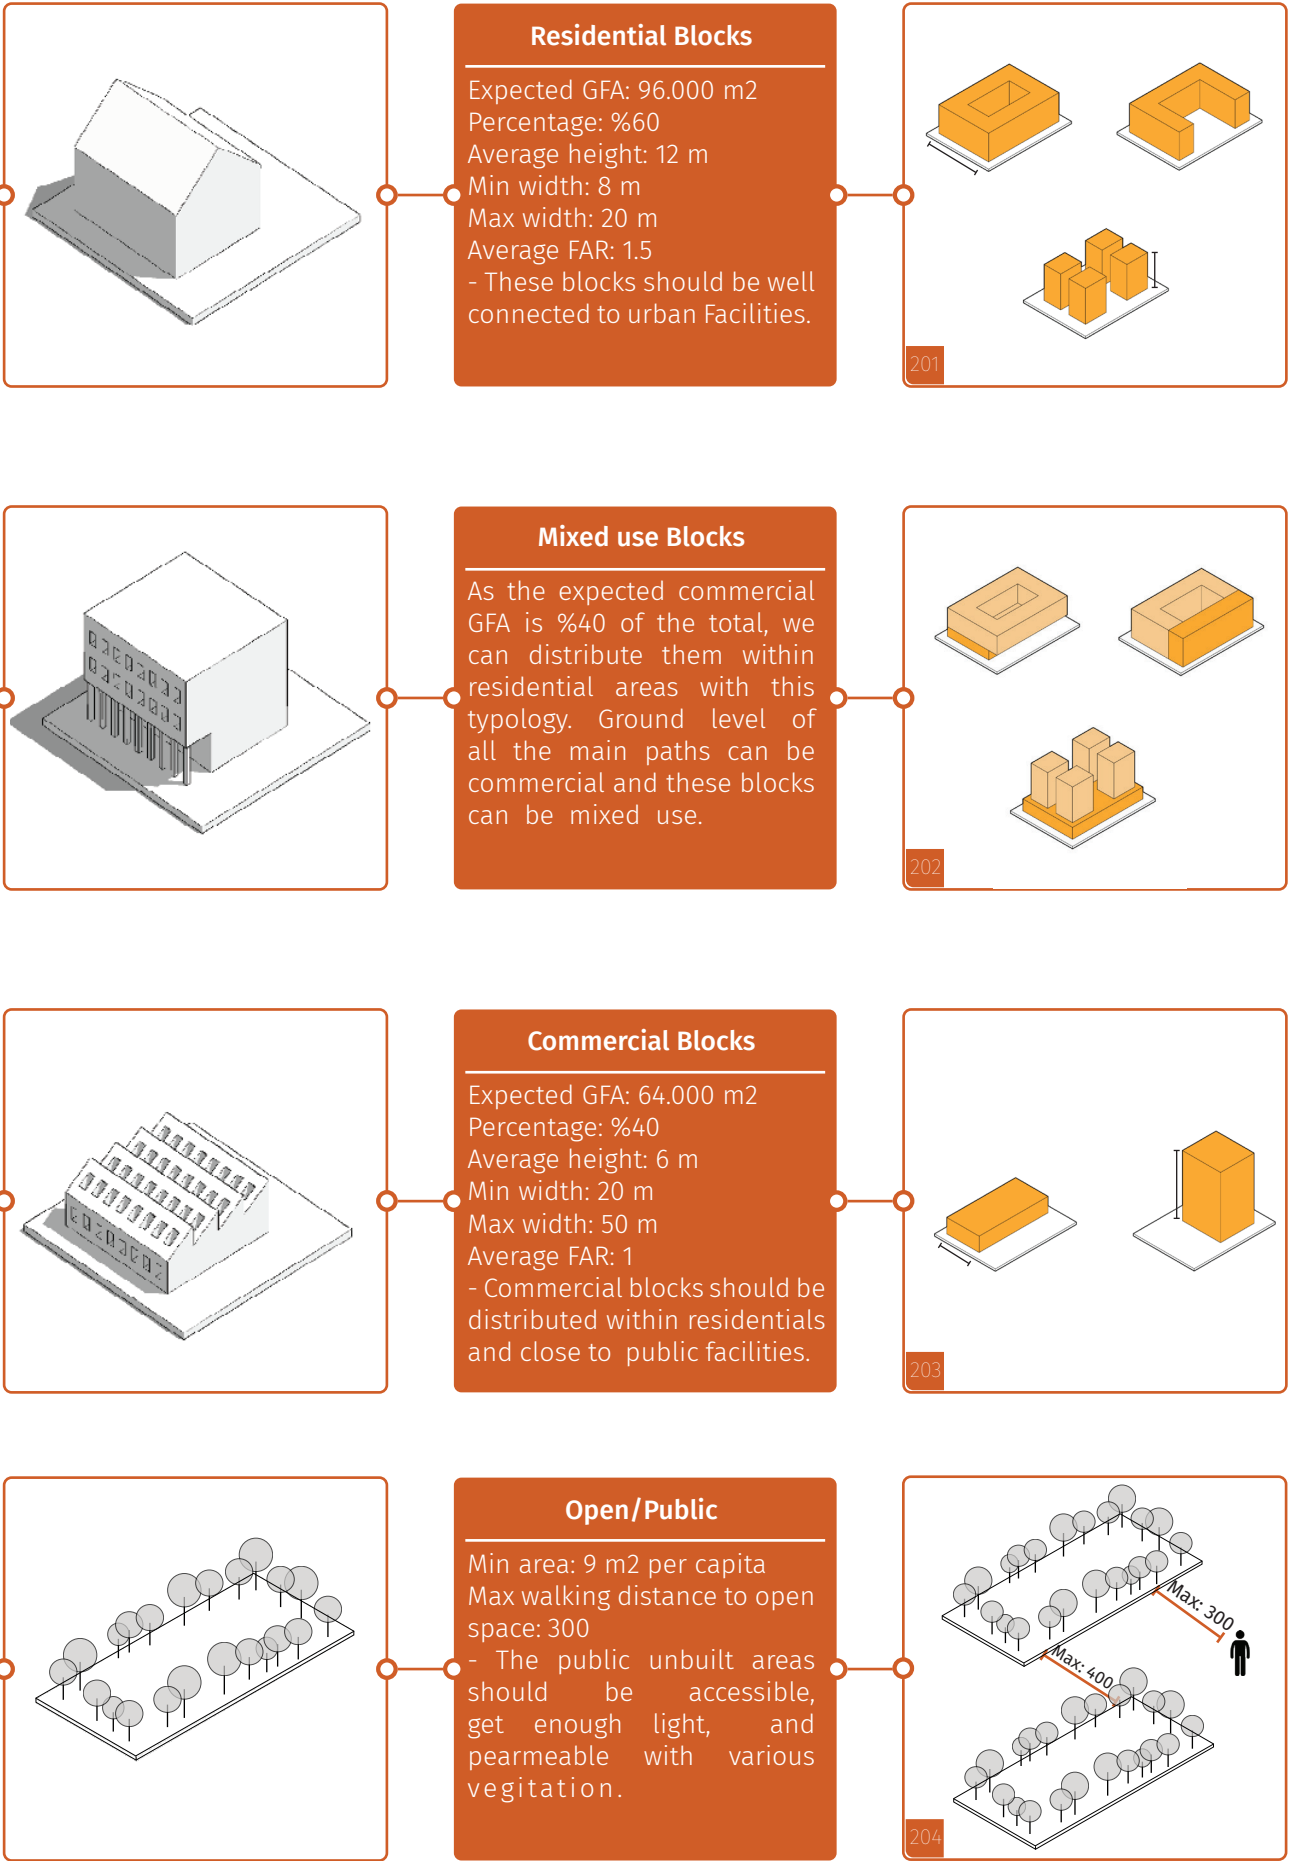 Residential Blocks
Expected GFA: 96.000 m2
Percentage: %60
Average height: 12 m
Min width: 8 m
Max width: 20 m
Average FAR: 1.5
- These blocks should be well
connected to urban Facilities.
201
Mixed use Blocks
As the expected commercial
GFA is %40 of the total, we
can distribute them within
residential areas with this
typology. Ground level of
all the main paths can be
commercial and these blocks
can be mixed use.
202
Commercial Blocks
Expected GFA: 64.000 m2
Percentage: %40
Average height: 6 m
Min width: 20 m
Max width: 50 m
Average FAR: 1
- Commercial blocks should be
distributed within residentials
and close to public facilities.
203
Open/Public
Min area: 9 m2 per capita
Max walking distance to open
space: 300
- The public unbuilt areas
should be accessible,
get enough light, and
pearmeable with various
vegitation.
Max: 300
Max: 400
204